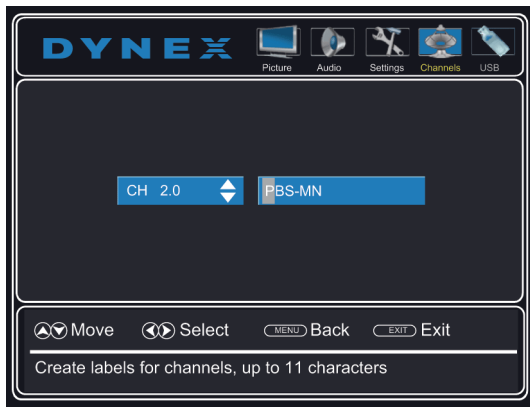 DYNEX
Picture Audio Settings Channels USB
CH 2.0 PBS-MN
Move Select MENU Back EXIT Exit
Create labels for channels, up to 11 characters